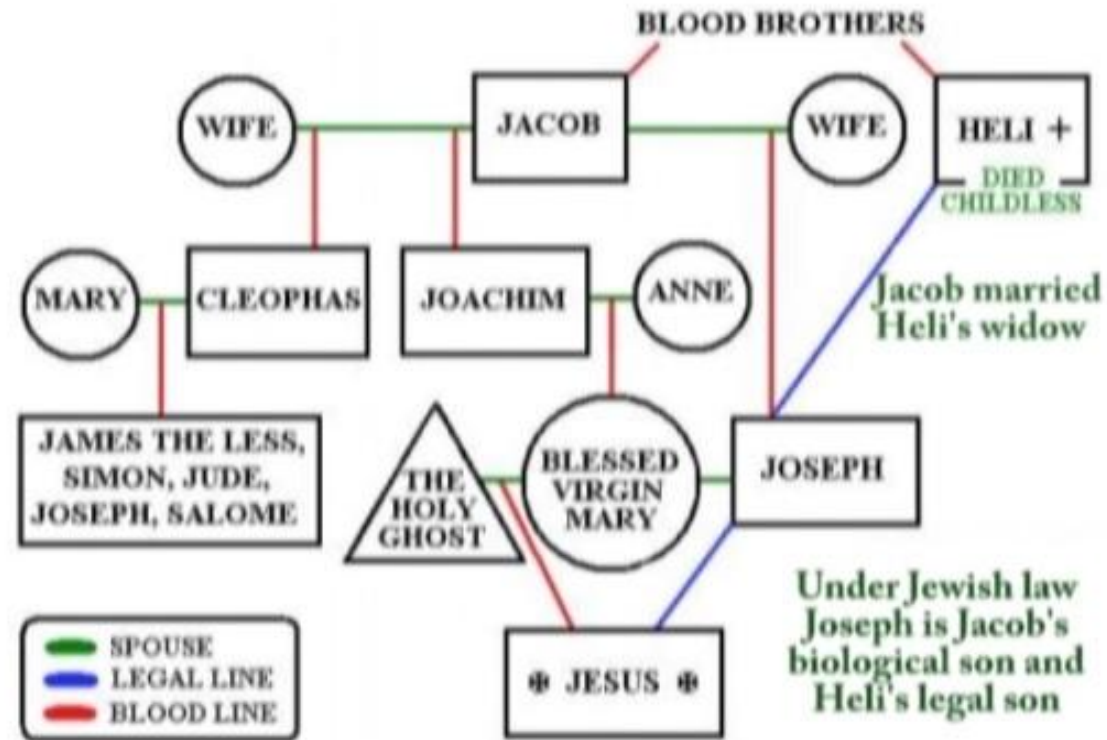 BLOOD BROTHERS
WIFE
JACOB
WIFE
HELI +
DIED
CHILDLESS
MARY
CLEOPHAS
JOACHIM
ANNE
Jacob married
Heli's widow
JAMES THE LESS,
SIMON, JUDE,
JOSEPH, SALOME
THE
HOLY
GHOST
BLESSED
VIRGIN
MARY
JOSEPH
Under Jewish law
Joseph is Jacob's
biological son and
Heli's legal son
SPOUSE
LEGAL LINE
BLOOD LINE
✠ JESUS ✠